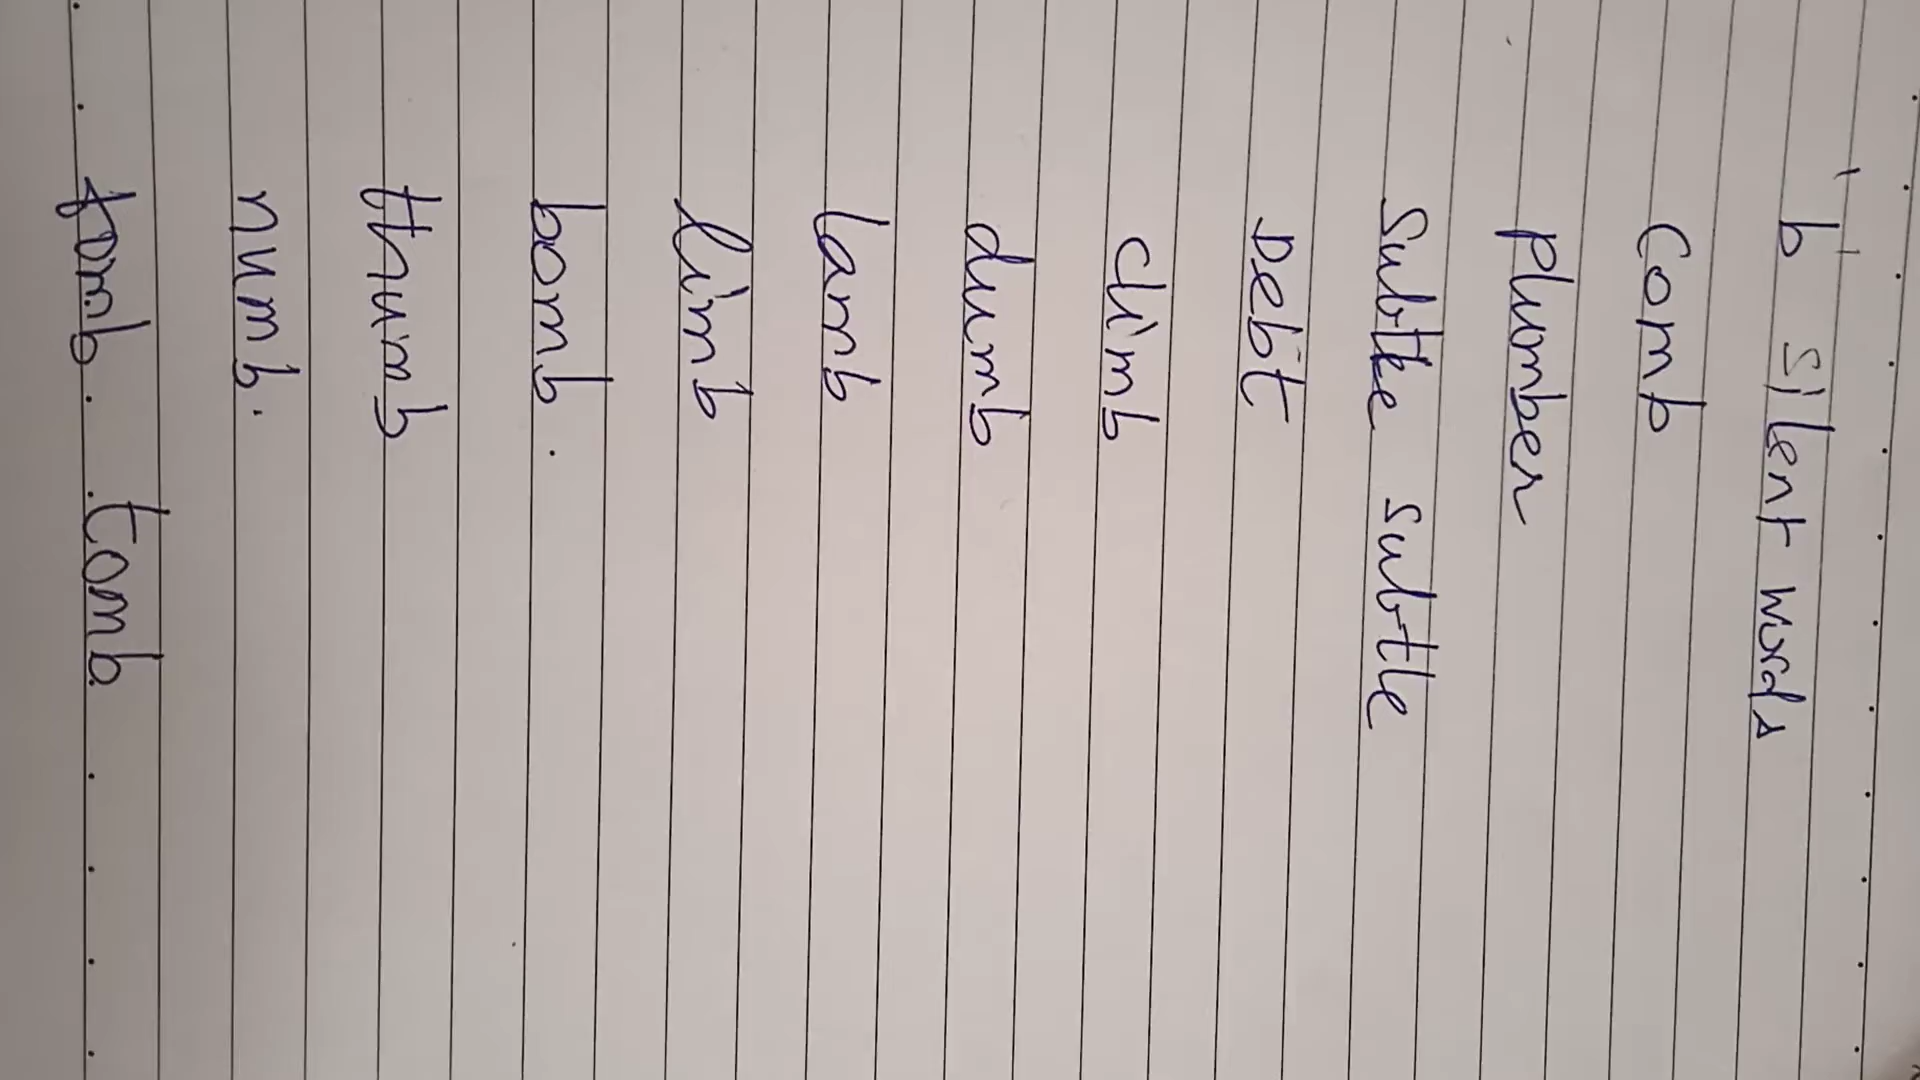 'b' silent words
Comb
plumber
Subtle subtle
Debt
climb
dumb
lamb
limb
bomb.
thumb
numb.
tomb. tomb